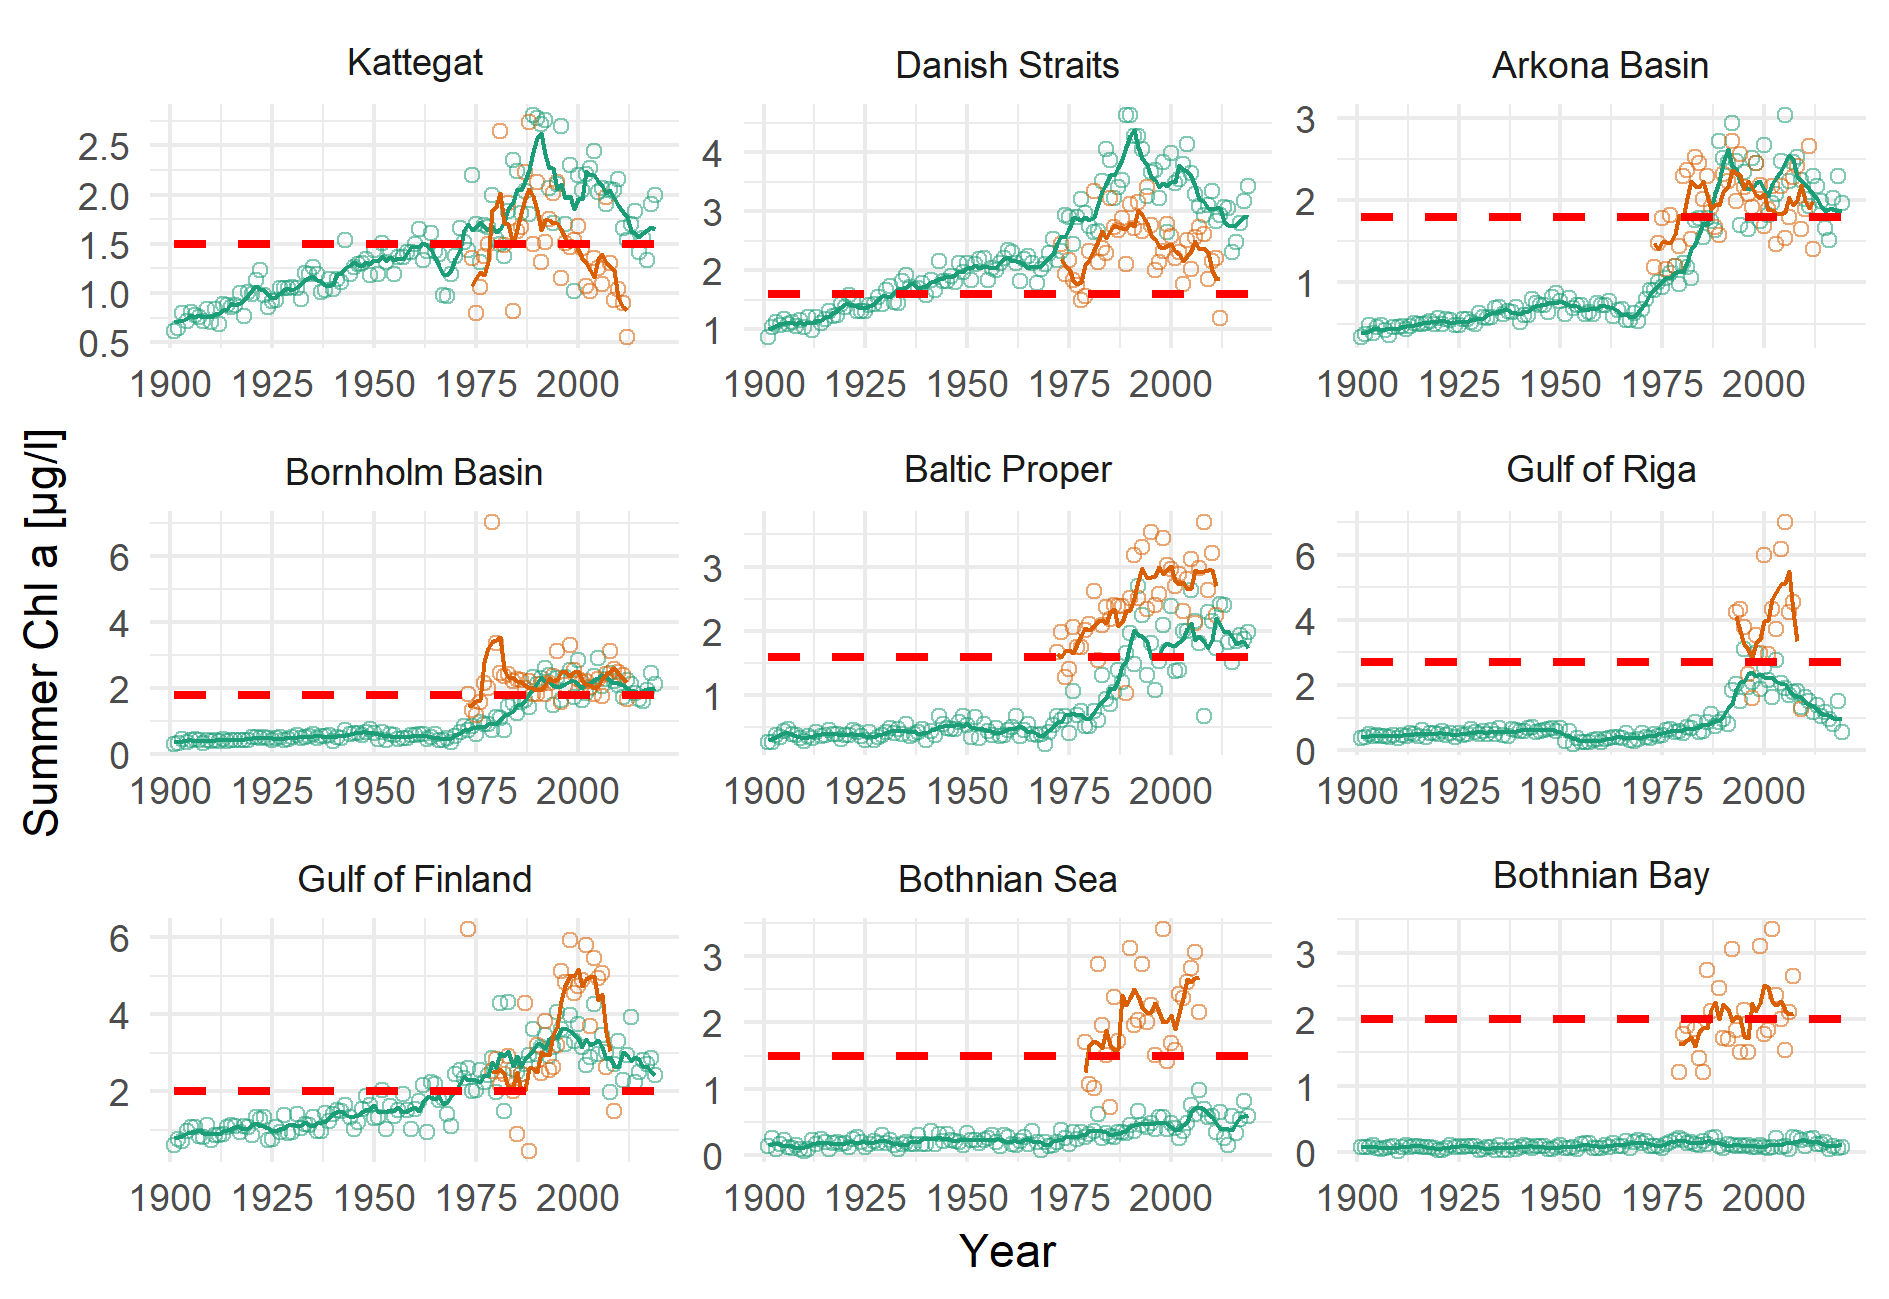 Kattegat
Danish Straits
Arkona Basin
2.5
2.0
1.5
1.0
0.5
4
3
2
1
3
2
1
1900 1925 1950 1975 2000
1900 1925 1950 1975 2000
1900 1925 1950 1975 2000
Summer Chl a [µg/l]
Bornholm Basin
Baltic Proper
Gulf of Riga
6
4
2
0
3
2
1
6
4
2
0
1900 1925 1950 1975 2000
1900 1925 1950 1975 2000
1900 1925 1950 1975 2000
Gulf of Finland
Bothnian Sea
Bothnian Bay
6
4
2
3
2
1
0
3
2
1
0
1900 1925 1950 1975 2000
1900 1925 1950 1975 2000
1900 1925 1950 1975 2000
Year